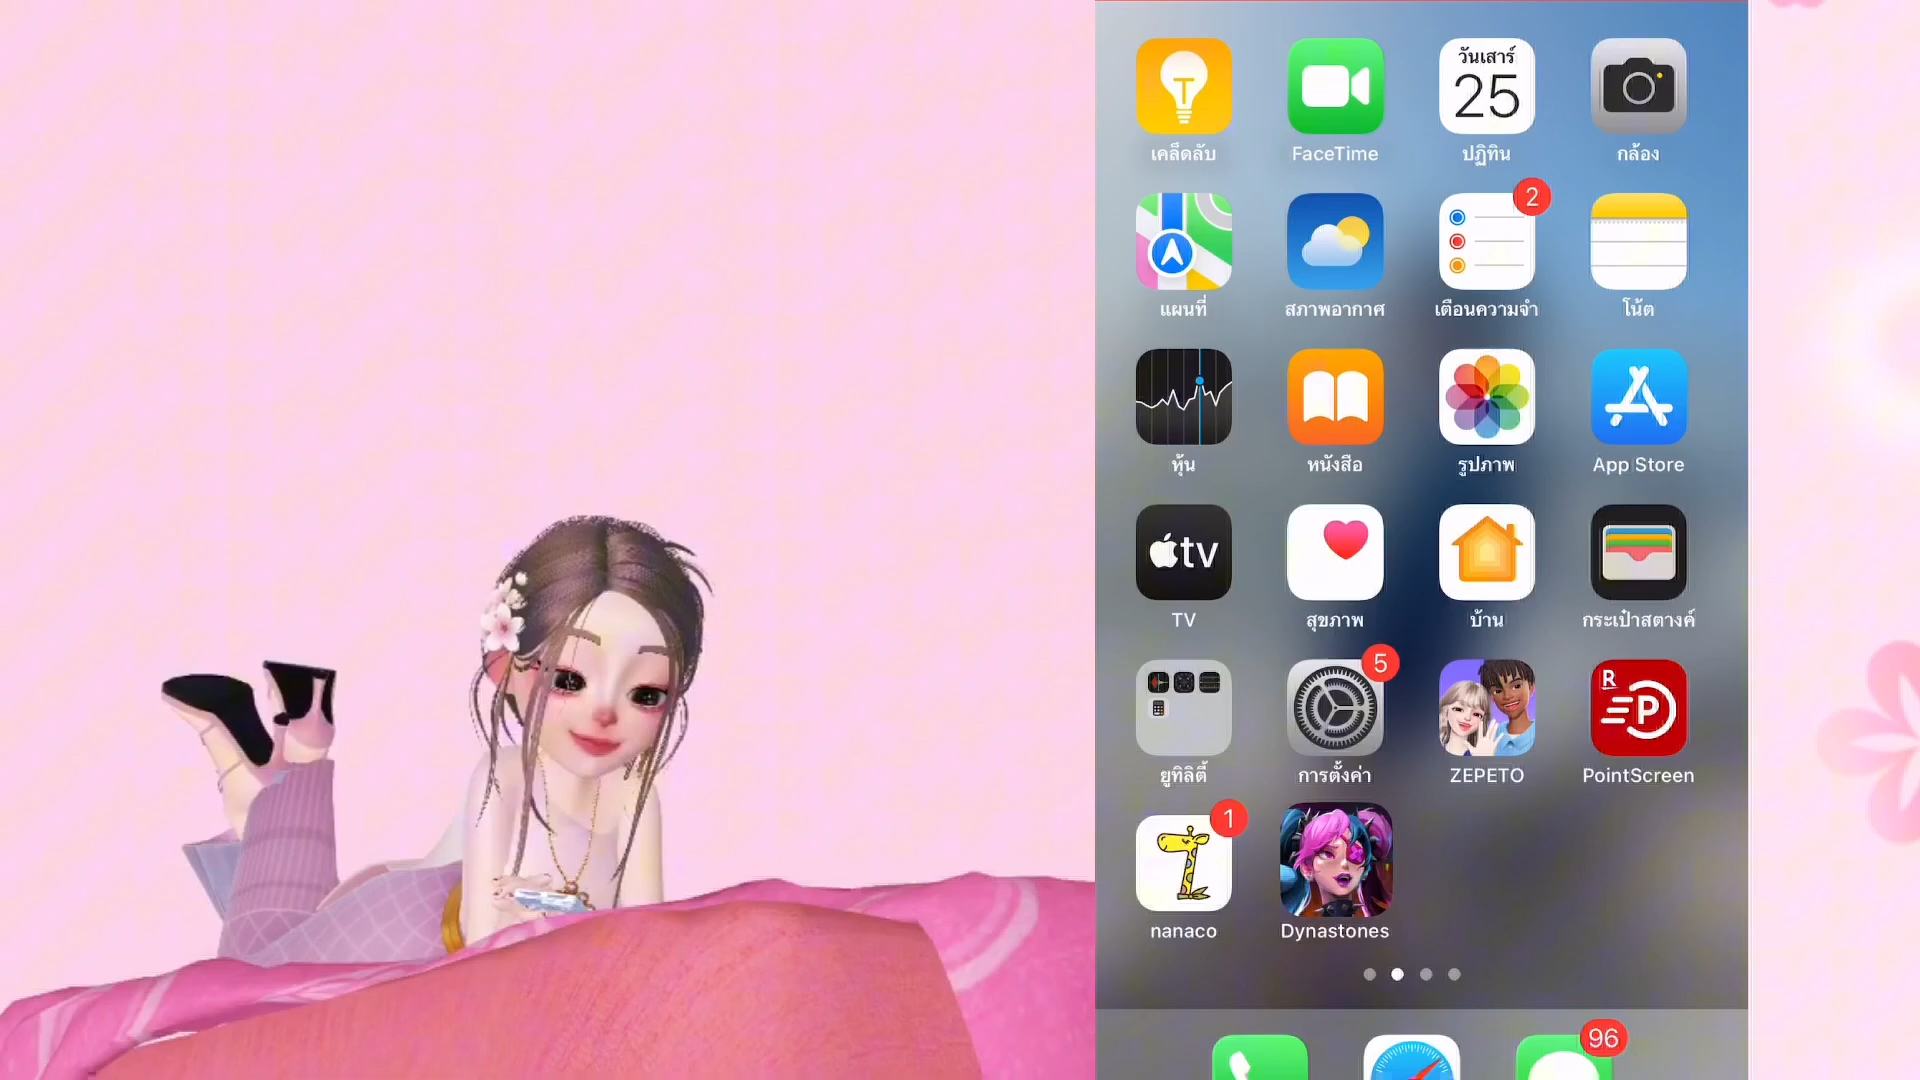 วันเสาร์
25
เคล็ดลับ
FaceTime
ปฏิทิน
กล้อง
2
แผนที่
สภาพอากาศ
เตือนความจำ
โน้ต
หุ้น
หนังสือ
รูปภาพ
App Store
tv
TV
สุขภาพ
บ้าน
กระเป๋าสตางค์
5
R
P
ยูทิลิตี้
การตั้งค่า
ZEPETO
PointScreen
1
nanaco
Dynastones
96